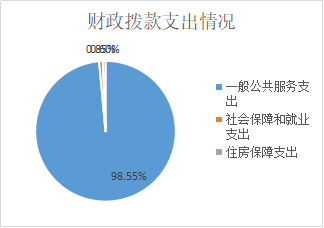 财政拨款支出情况
98.55%
一般公共服务支
出
社会保障和就业
支出
住房保障支出